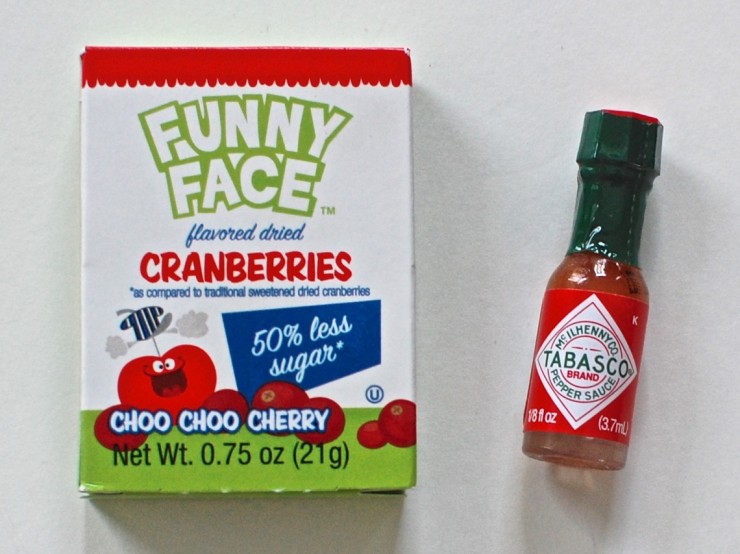 FUNNY
FACE
TM
flavored dried
CRANBERRIES
*as compared to traditional sweetened dried cranberries
50% less
sugar*
U
CHOO CHOO CHERRY
Net Wt. 0.75 oz (21g)
K
McILHENNY CO.
TABASCO
BRAND
PEPPER SAUCE
1/8 fl oz
(3.7mL)